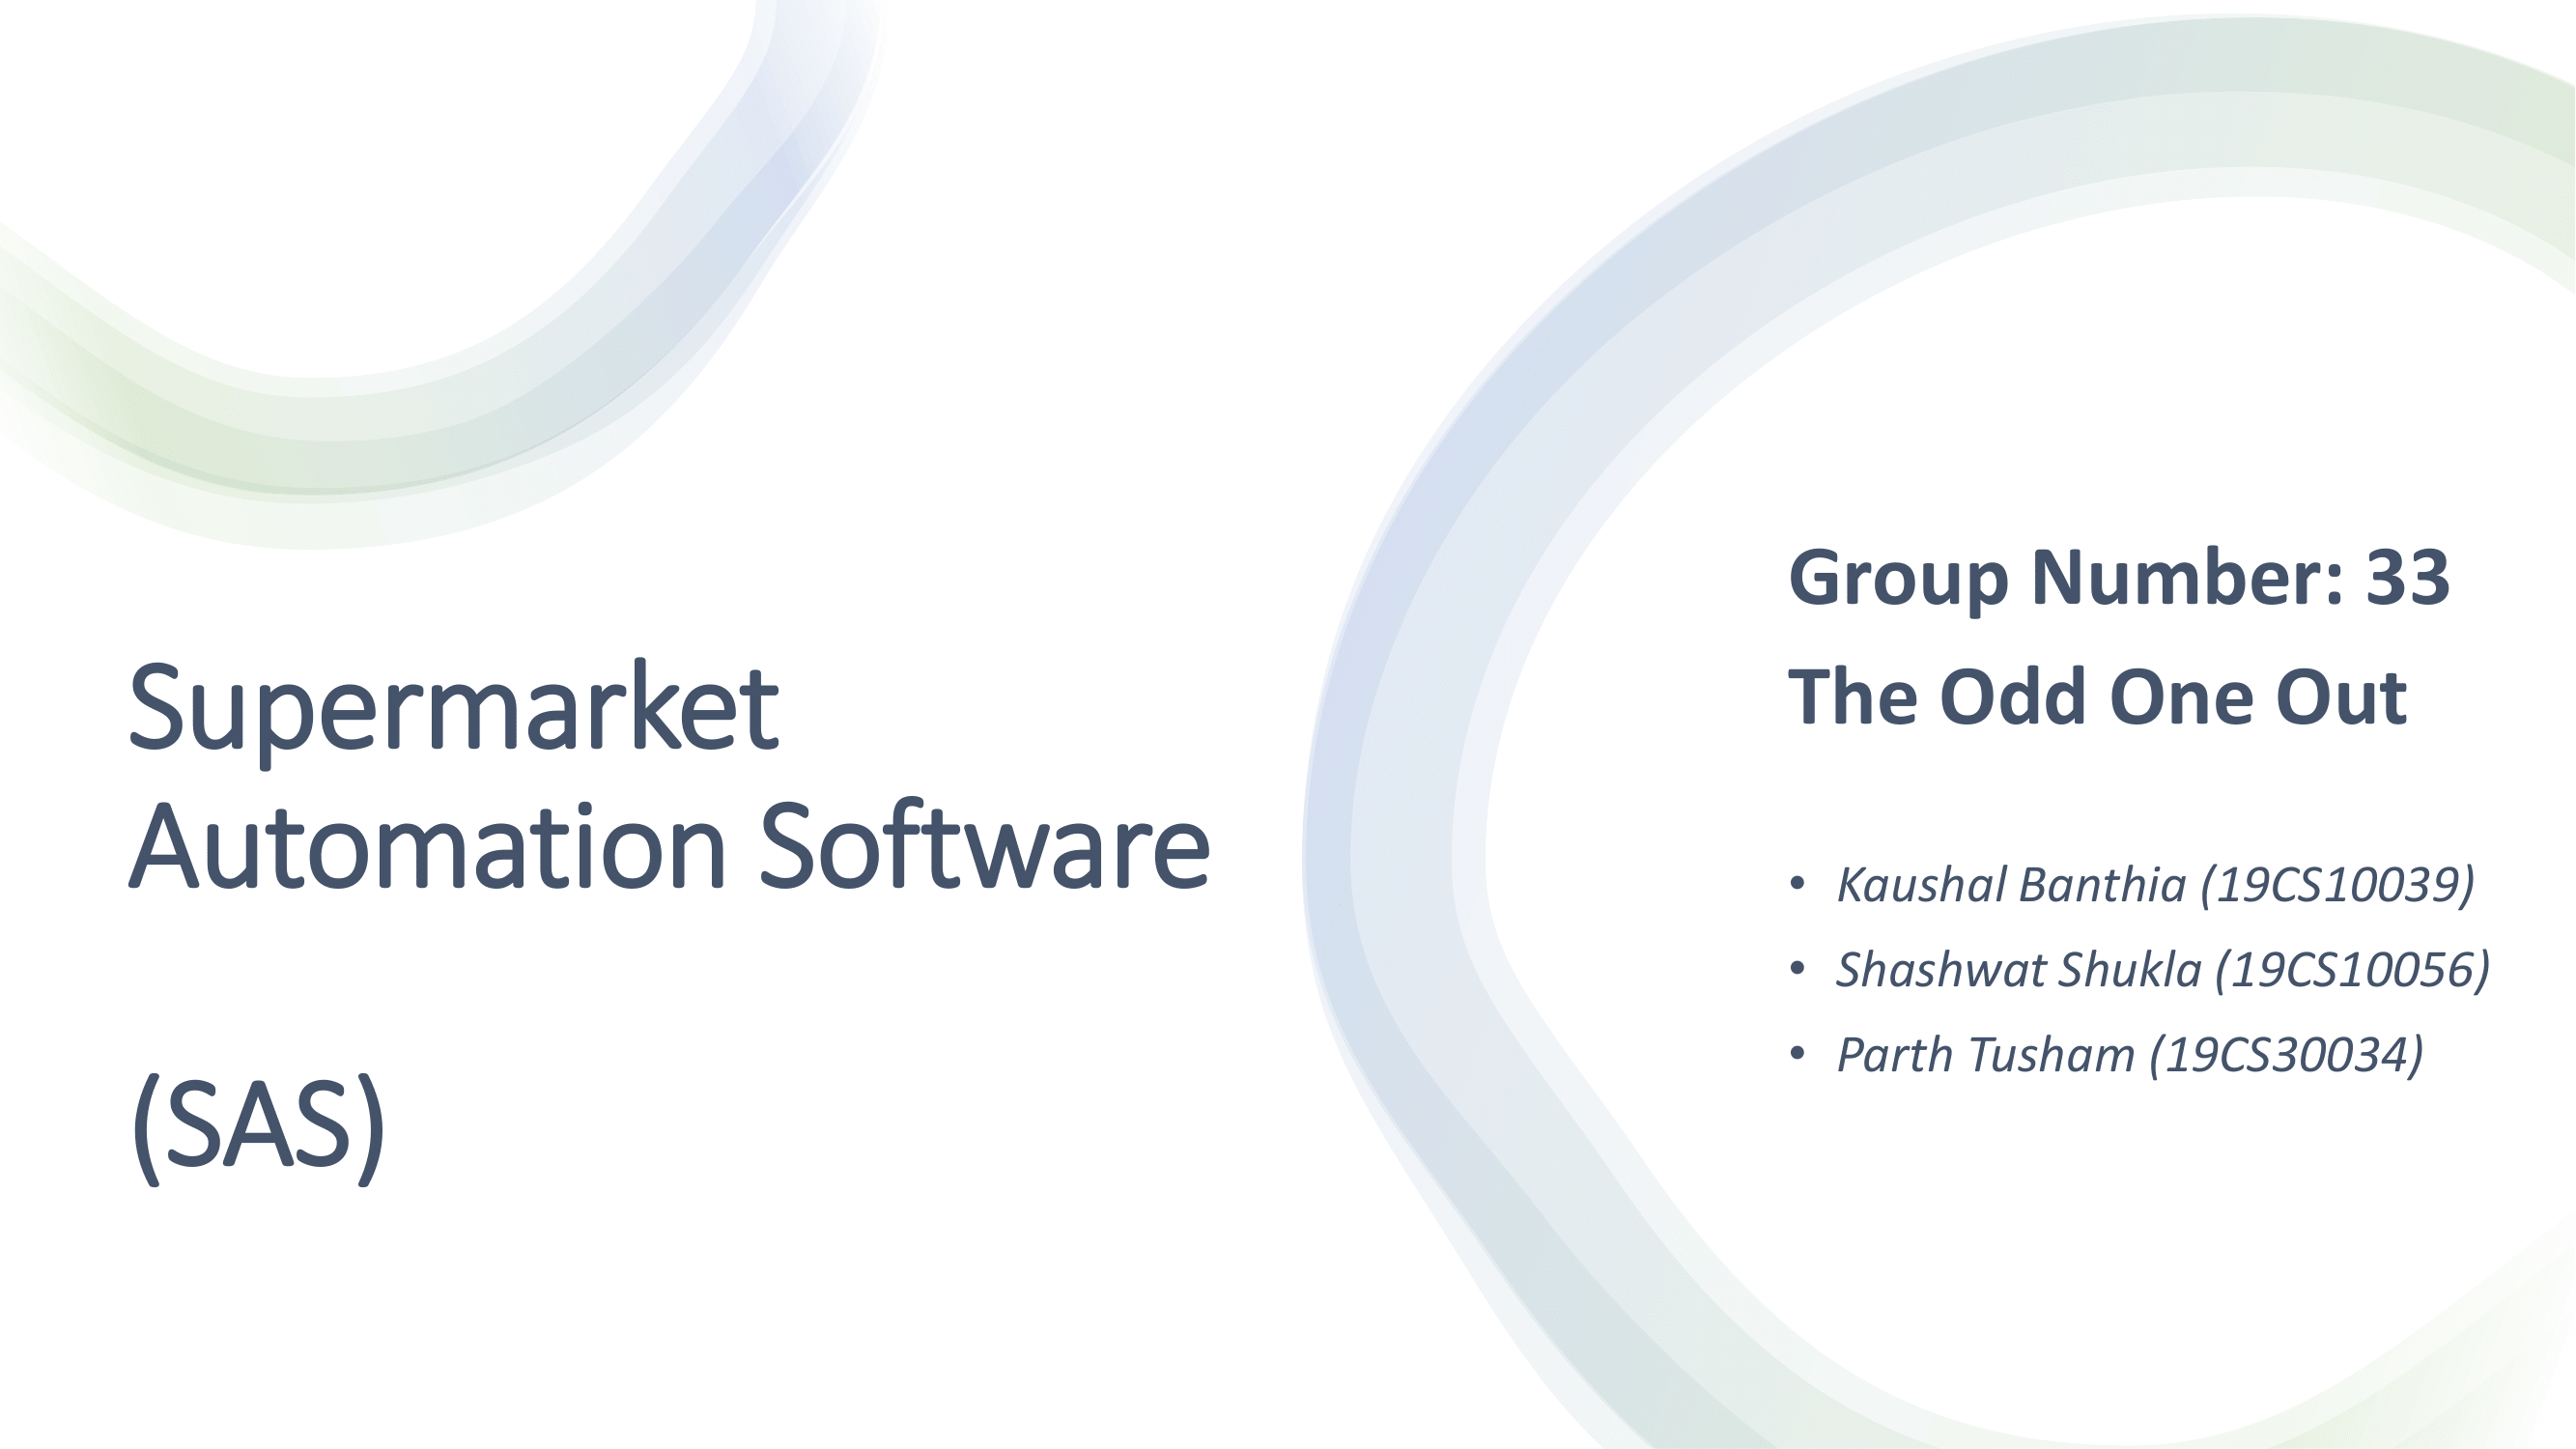 Supermarket
Automation Software
(SAS)
Group Number: 33
The Odd One Out
• Kaushal Banthia (19CS10039)
• Shashwat Shukla (19CS10056)
• Parth Tusham (19CS30034)